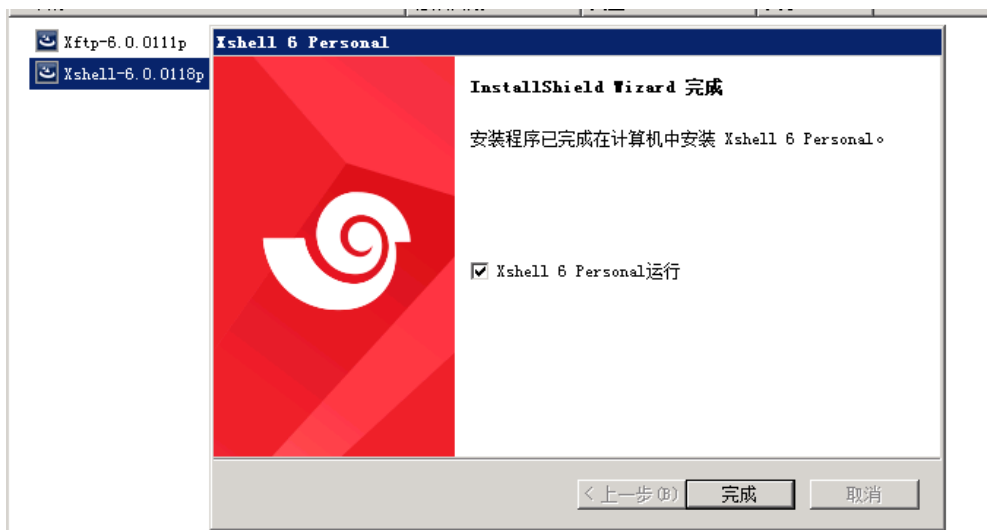 Xftp-6.0.0111p
Xshell-6.0.0118p
Xshell 6 Personal
InstallShield Wizard 完成
安装程序已完成在计算机中安装 Xshell 6 Personal。
Xshell 6 Personal运行
< 上一步(B)
完成
取消